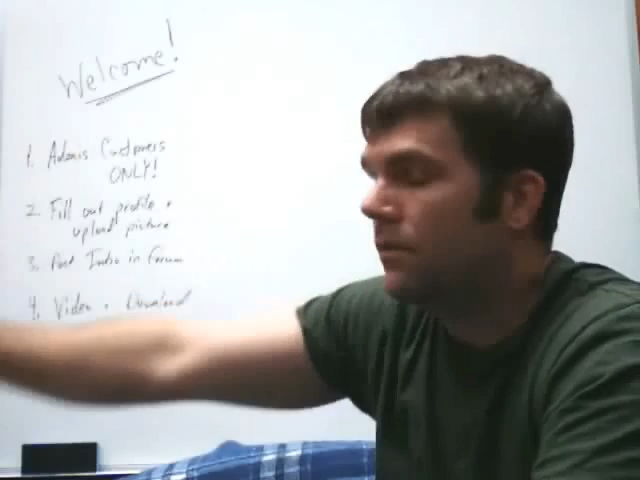 Welcome!
1. Adonis Customers
ONLY!
2. Fill out profile +
upload picture
3. Post Intro in Forum
4. Video + Download